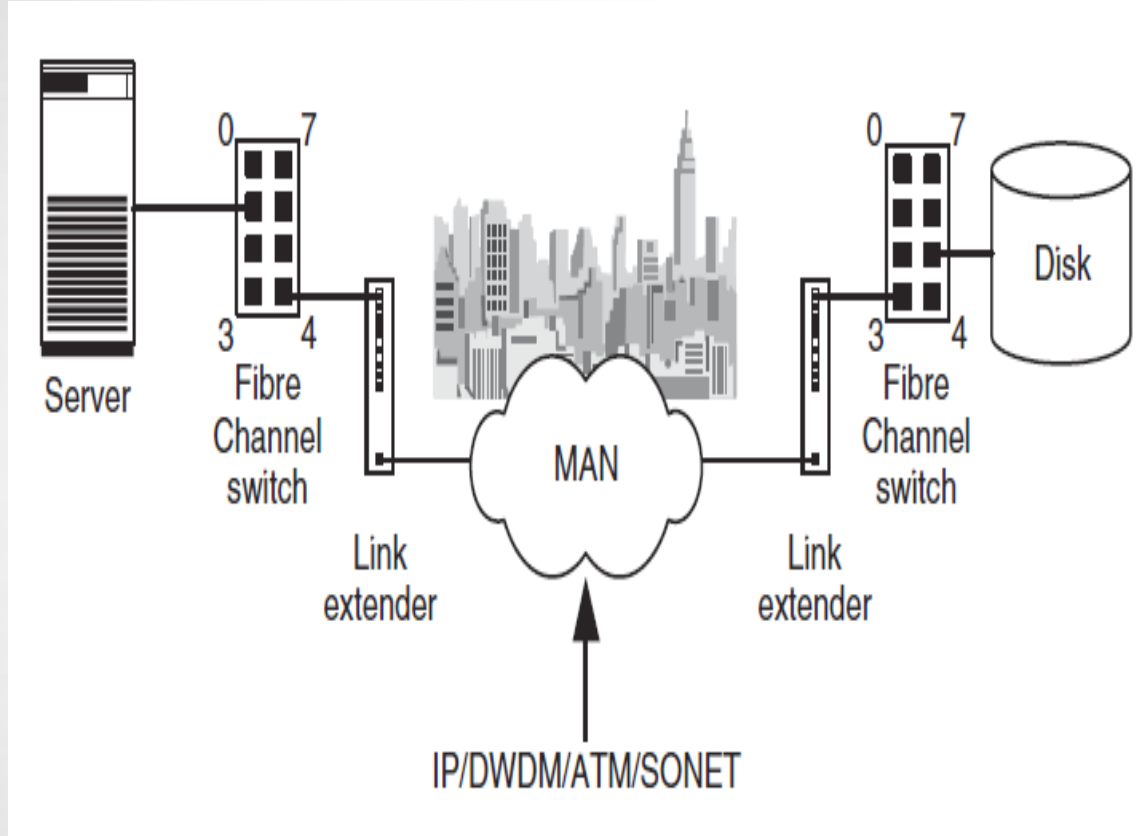 0 7
3 4
Server
Fibre
Channel
switch
Link
extender
MAN
IP/DWDM/ATM/SONET
Link
extender
0 7
3 4
Fibre
Channel
switch
Disk